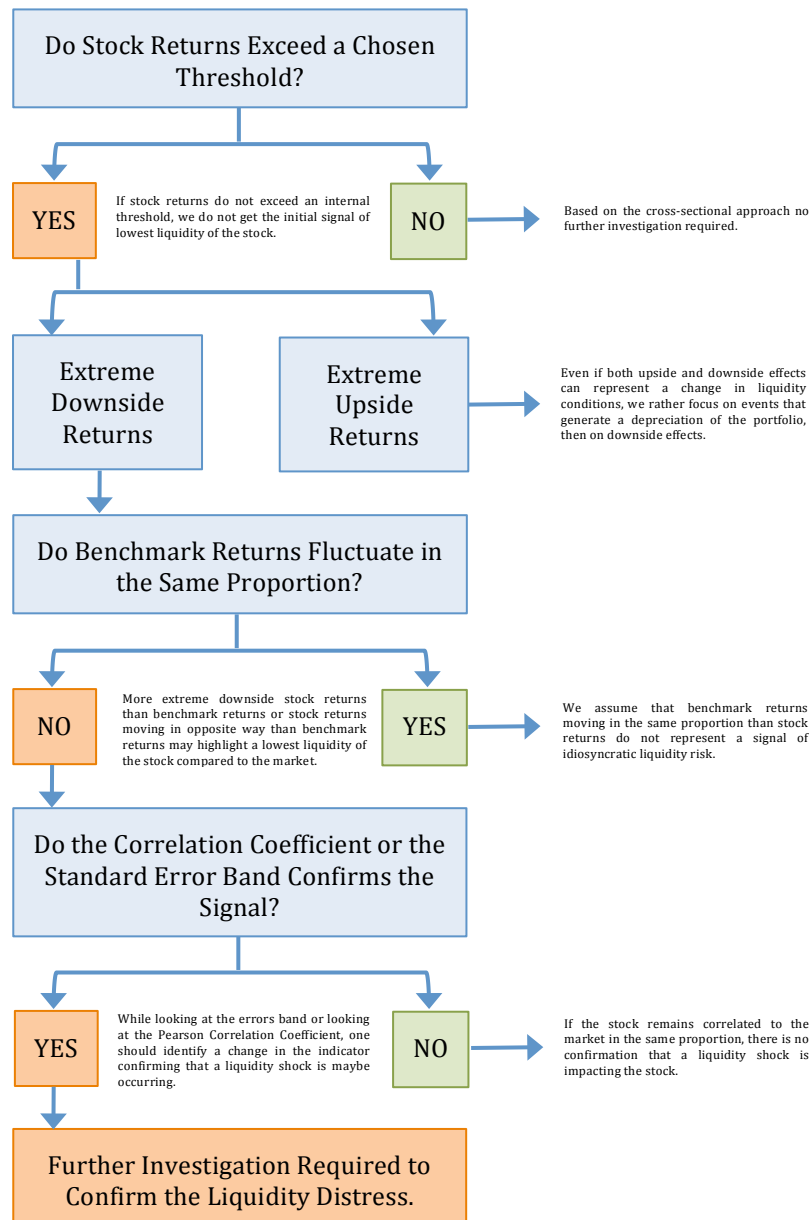 Do Stock Returns Exceed a Chosen
Threshold?
YES
If stock returns do not exceed an internal
threshold, we do not get the initial signal of
lowest liquidity of the stock.
NO
Based on the cross-sectional approach no
further investigation required.
Extreme
Downside
Returns
Extreme
Upside
Returns
Even if both upside and downside effects
can represent a change in liquidity
conditions, we rather focus on events that
generate a depreciation of the portfolio,
then on downside effects.
Do Benchmark Returns Fluctuate in
the Same Proportion?
NO
More extreme downside stock returns
than benchmark returns or stock returns
moving in opposite way than benchmark
returns may highlight a lowest liquidity of
the stock compared to the market.
YES
We assume that benchmark returns
moving in the same proportion than stock
returns do not represent a signal of
idiosyncratic liquidity risk.
Do the Correlation Coefficient or the
Standard Error Band Confirms the
Signal?
YES
While looking at the errors band or looking
at the Pearson Correlation Coefficient, one
should identify a change in the indicator
confirming that a liquidity shock is maybe
occurring.
NO
If the stock remains correlated to the
market in the same proportion, there is no
confirmation that a liquidity shock is
impacting the stock.
Further Investigation Required to
Confirm the Liquidity Distress.